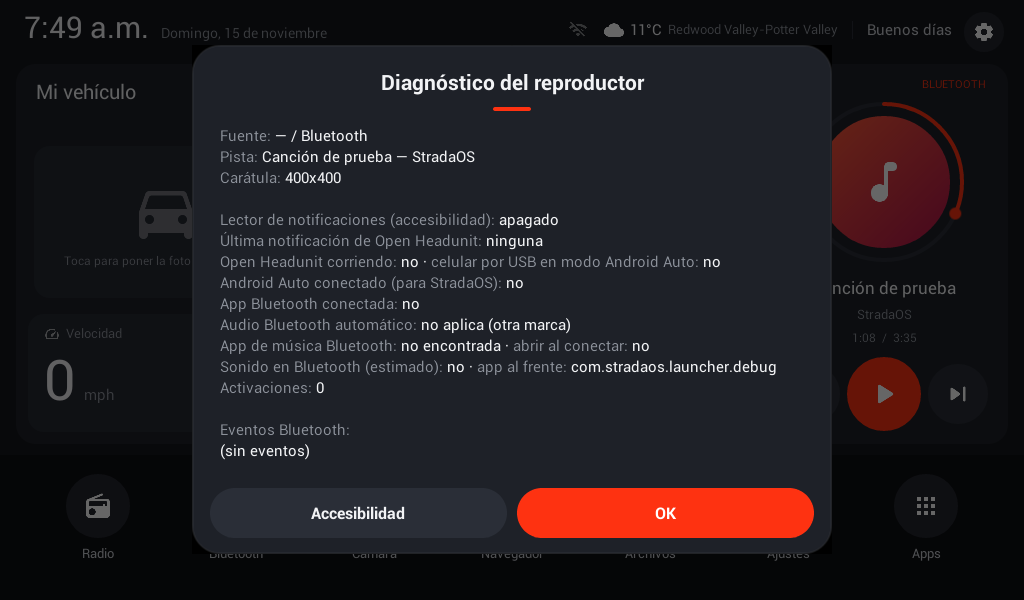 7:49 a.m. Domingo, 15 de noviembre
11°C Redwood Valley-Potter Valley
Buenos días
Mi vehículo
BLUETOOTH
Diagnóstico del reproductor
Fuente: — / Bluetooth
Pista: Canción de prueba — StradaOS
Carátula: 400x400
Lector de notificaciones (accesibilidad): apagado
Última notificación de Open Headunit: ninguna
Open Headunit corriendo: no · celular por USB en modo Android Auto: no
Android Auto conectado (para StradaOS): no
App Bluetooth conectada: no
Audio Bluetooth automático: no aplica (otra marca)
App de música Bluetooth: no encontrada · abrir al conectar: no
Sonido en Bluetooth (estimado): no · app al frente: com.stradaos.launcher.debug
Activaciones: 0
Eventos Bluetooth:
(sin eventos)
Accesibilidad
OK
Toca para poner la foto
Velocidad
0 mph
nción de prueba
StradaOS
1:08 / 3:35
Radio
Bluetooth
Cámara
Navegador
Archivos
Ajustes
Apps